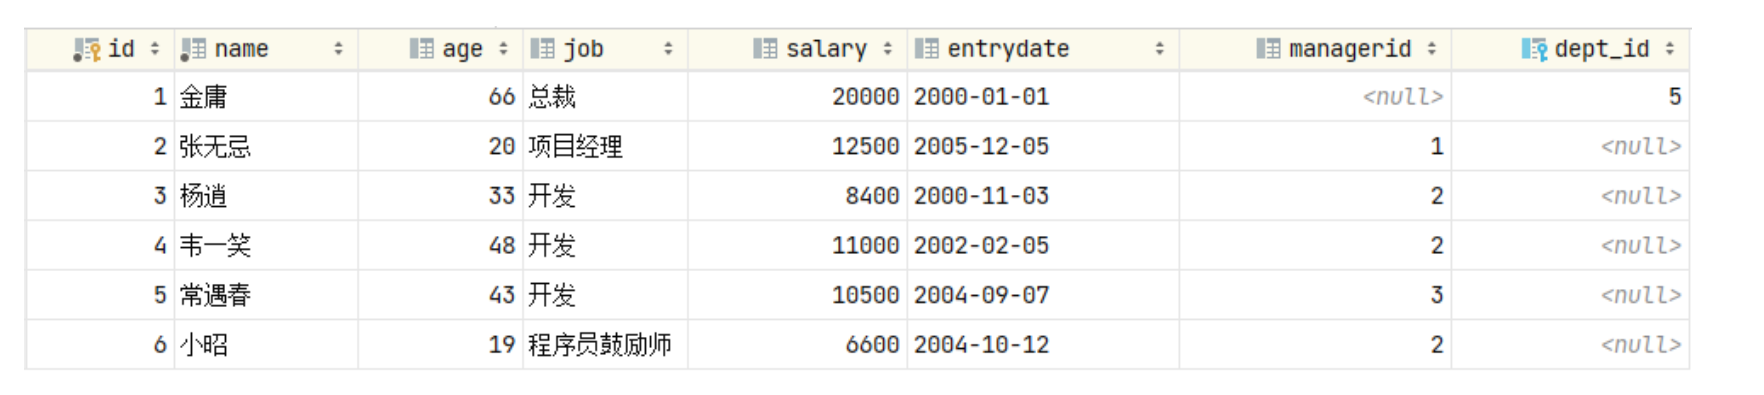 id name age job salary entrydate managerid dept_id
1 金庸 66 总裁 20000 2000-01-01 <null> 5
2 张无忌 20 项目经理 12500 2005-12-05 1 <null>
3 杨逍 33 开发 8400 2000-11-03 2 <null>
4 韦一笑 48 开发 11000 2002-02-05 2 <null>
5 常遇春 43 开发 10500 2004-09-07 3 <null>
6 小昭 19 程序员鼓励师 6600 2004-10-12 2 <null>